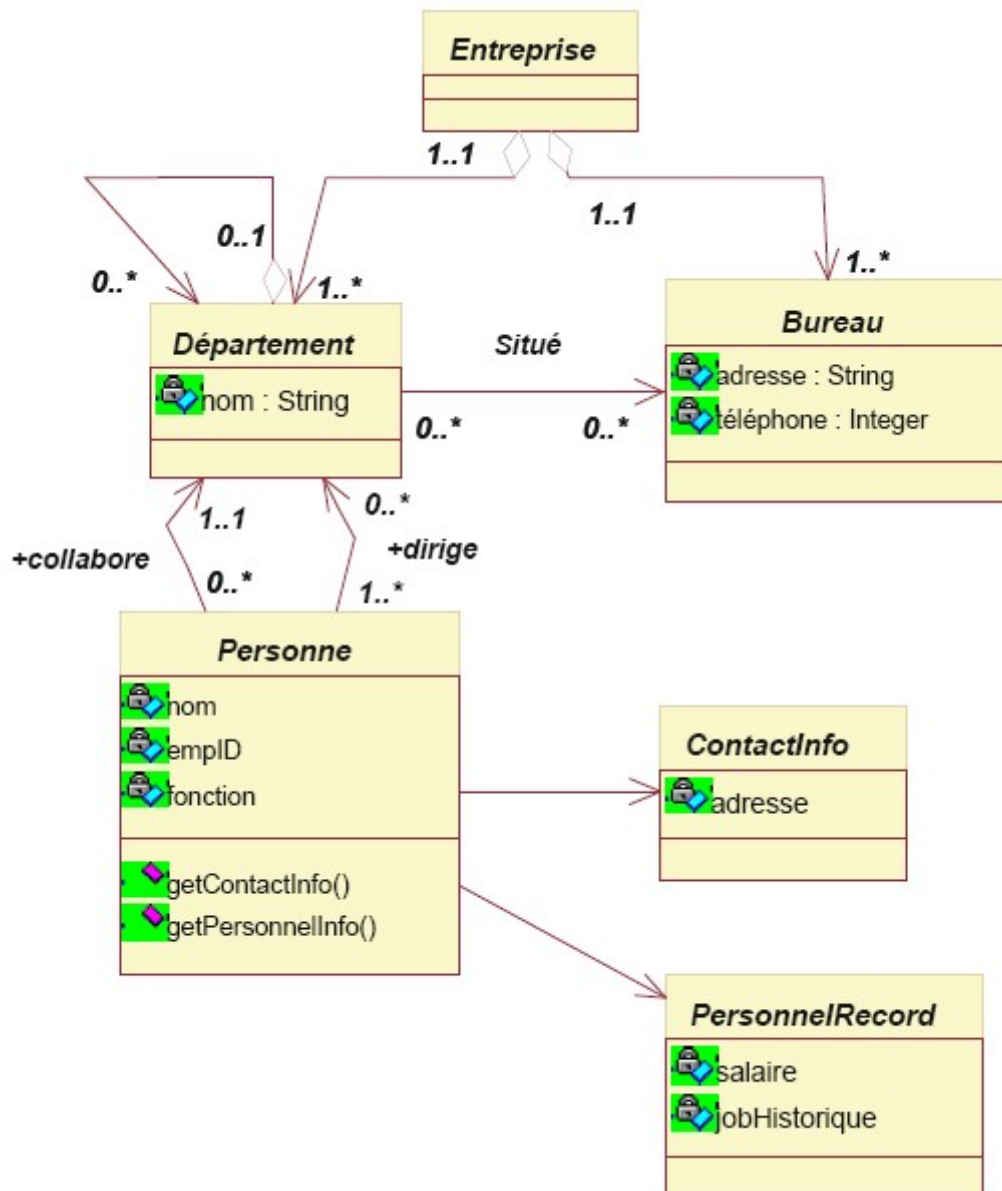 Entreprise
1..1
1..1
0..1
0..*
1..*
1..*
Département
nom : String
Situé
0..*
0..*
Bureau
adresse : String
téléphone : Integer
1..1
0..*
+collabore
+dirige
0..*
1..*
Personne
nom
empID
fonction
getContactInfo()
getPersonnelInfo()
ContactInfo
adresse
PersonnelRecord
salaire
jobHistorique